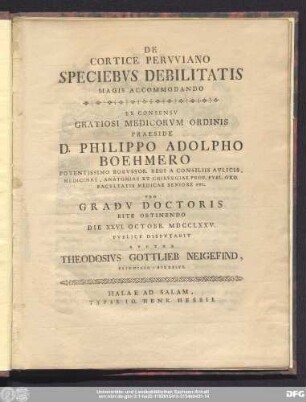 DE
CORTICE PERVVIANO
SPECIEBVS DEBILITATIS
MAGIS ACCOMMODANDO
EX CONSENSV
GRATIOSI MEDICORVM ORDINIS
PRAESIDE
D. PHILIPPO ADOLPHO
BOEHMERO
POTENTISSIMO BORVSSOR. REGI A CONSILIIS AVLICIS,
MEDICINAE, ANATOMIAE ET CHIRVRGIAE PROF. PVBL. ORD.
FACVLTATIS MEDICAE SENIORE
PRO
GRADV DOCTORIS
RITE OBTINENDO
DIE XXVI. OCTOBR. MDCCLXXV.
PVBLICE DISPVTABIT
AVCTOR
THEODOSIVS GOTTLIEB NEIGEFIND,
HALAE AD SALAM,
TYPIS IO. HENR. HESSII.